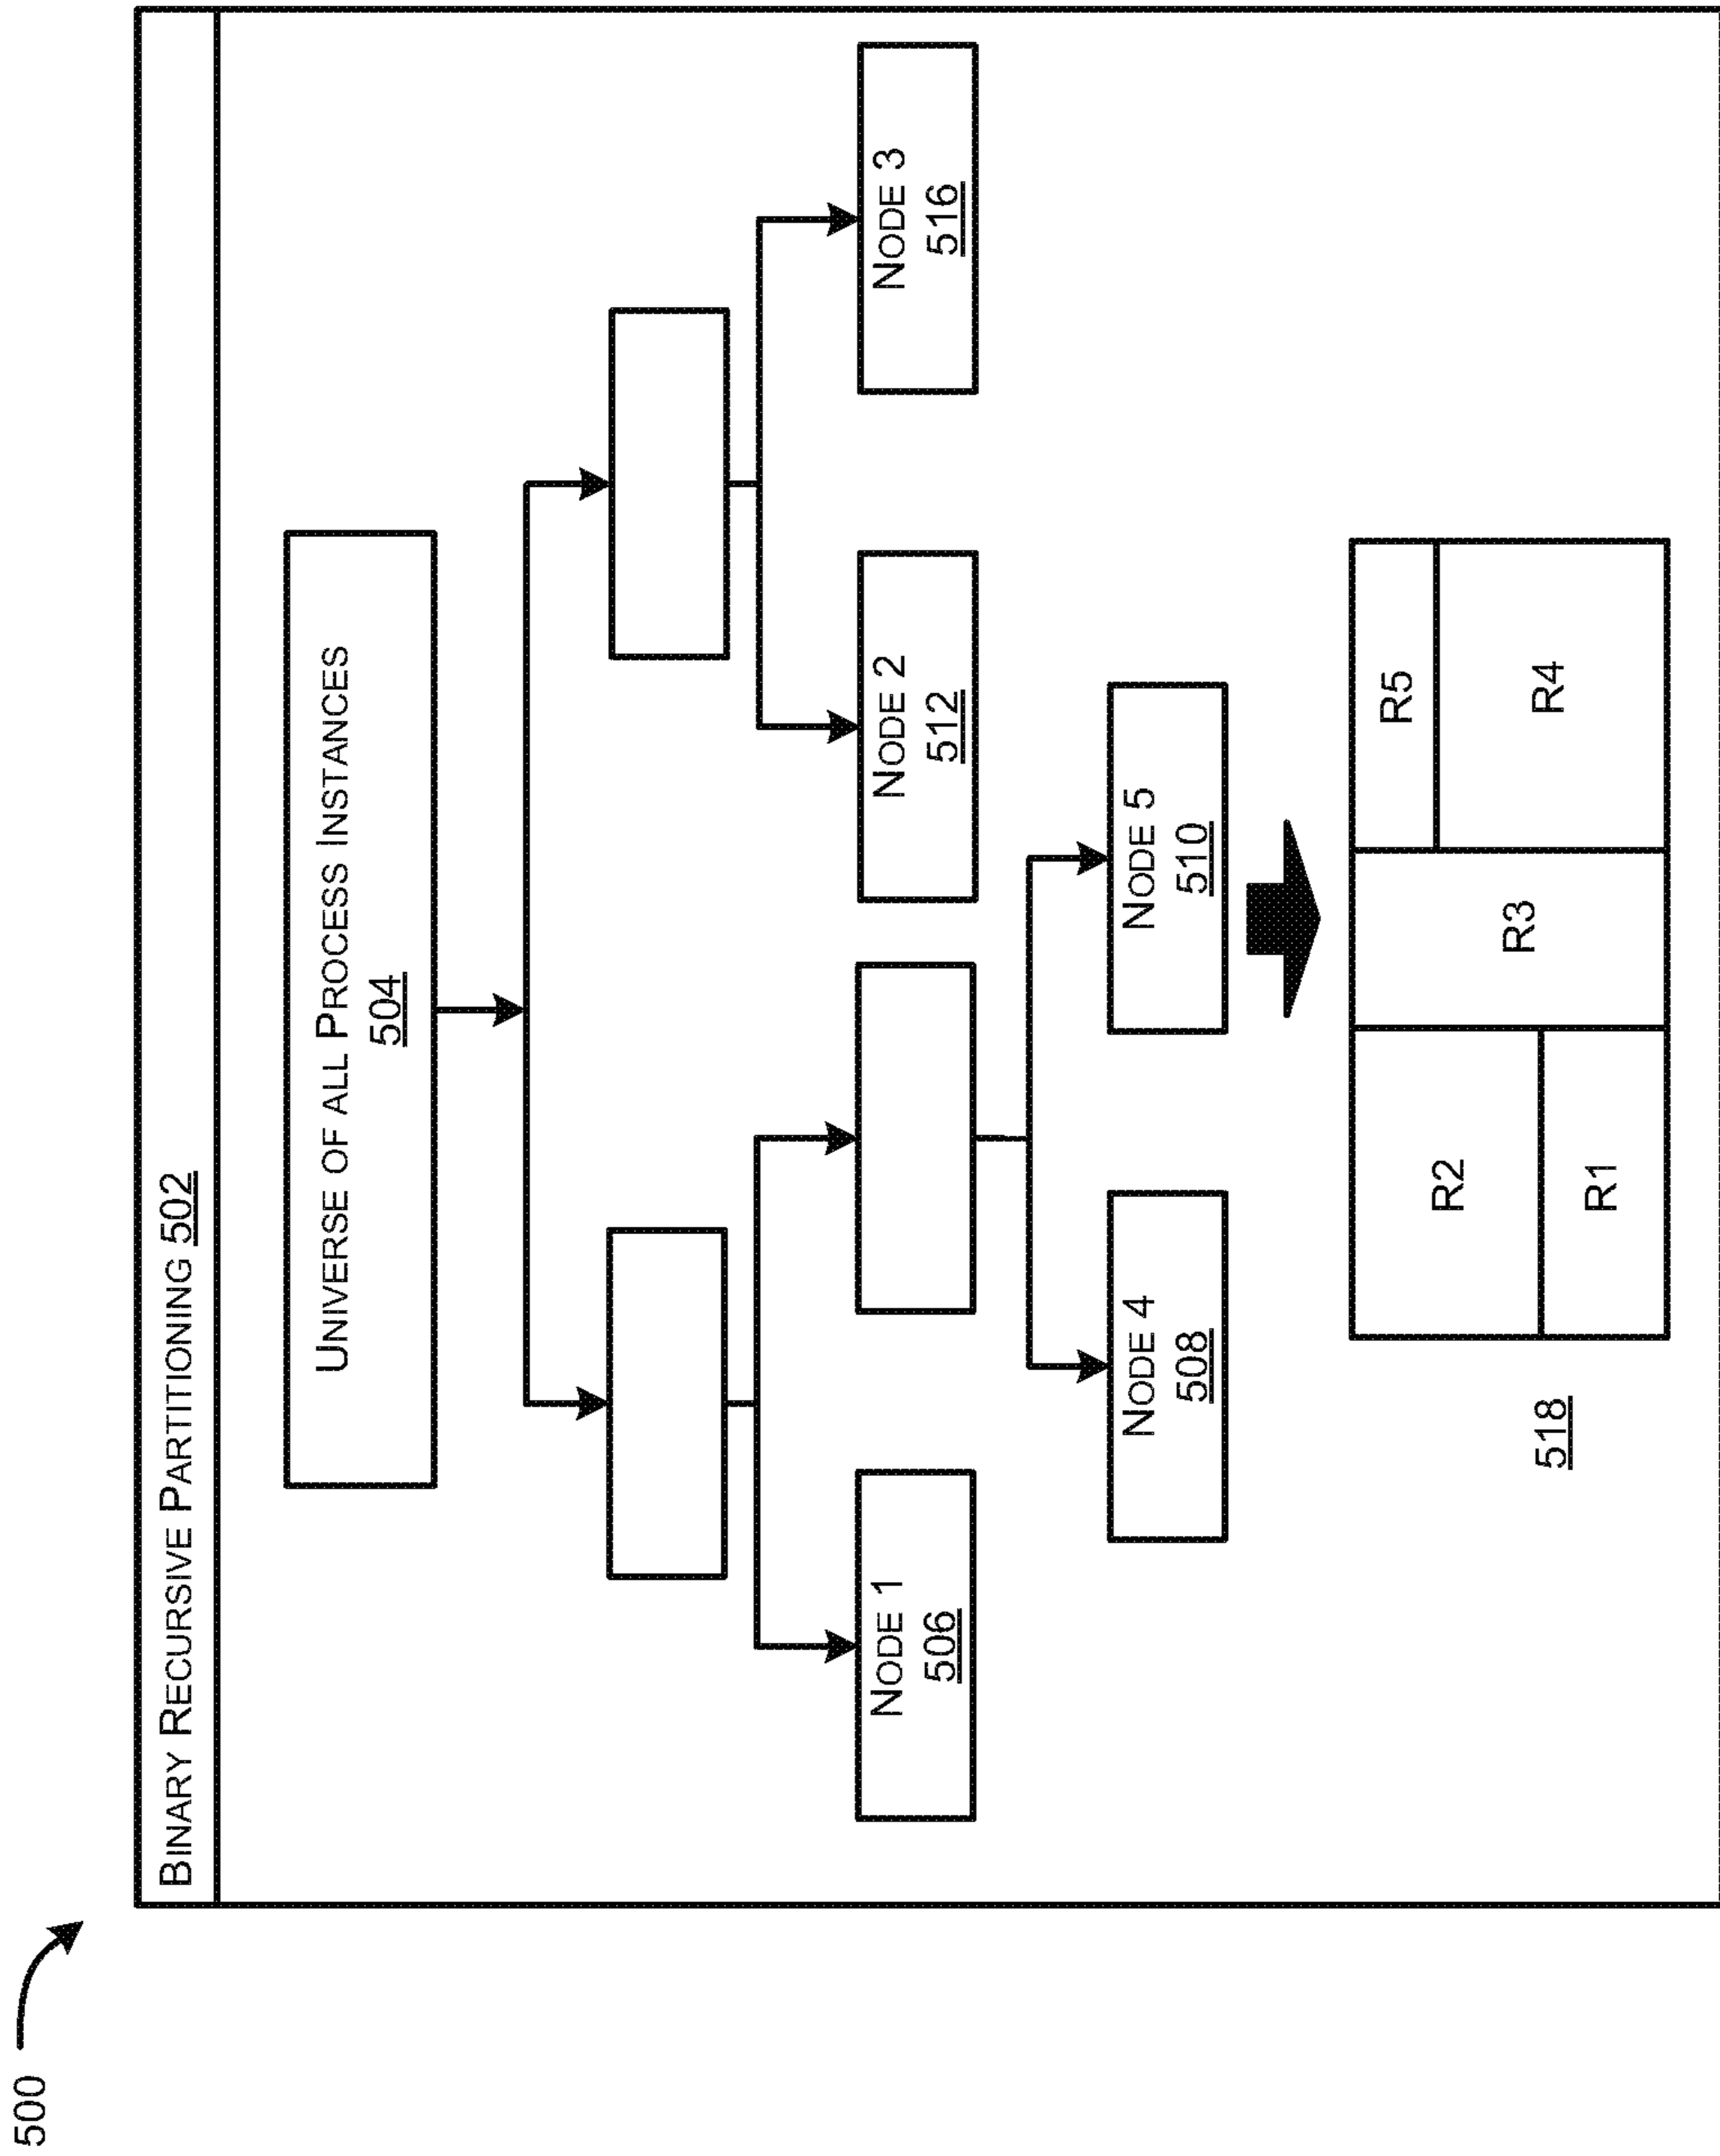 500
BINARY RECURSIVE PARTITIONING 502
UNIVERSE OF ALL PROCESS INSTANCES
504
NODE 1
506
NODE 2
512
NODE 3
516
NODE 4
508
NODE 5
510
518
R2
R1
R3
R5
R4